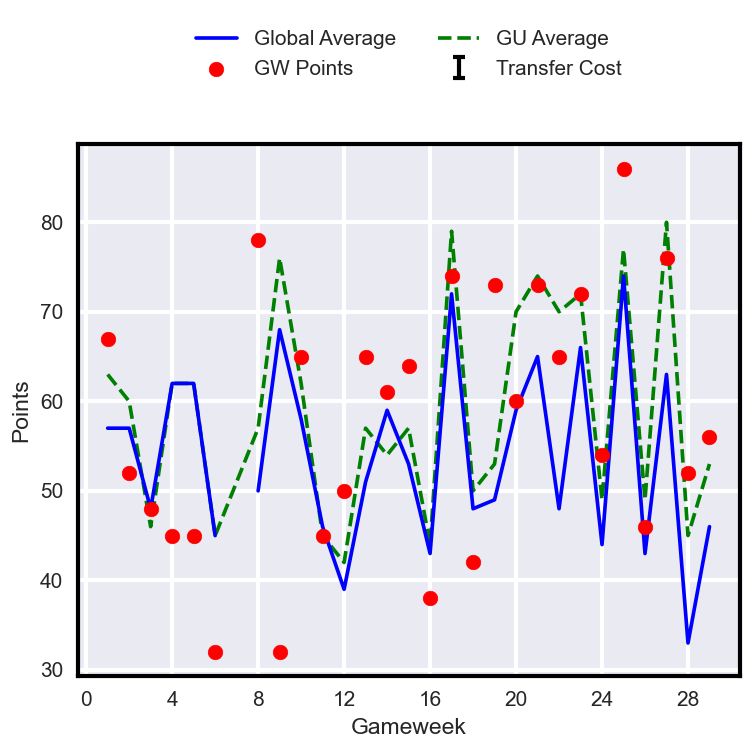 Global Average
GU Average
GW Points
Transfer Cost
80
70
60
50
40
30
Points
0 4 8 12 16 20 24 28
Gameweek